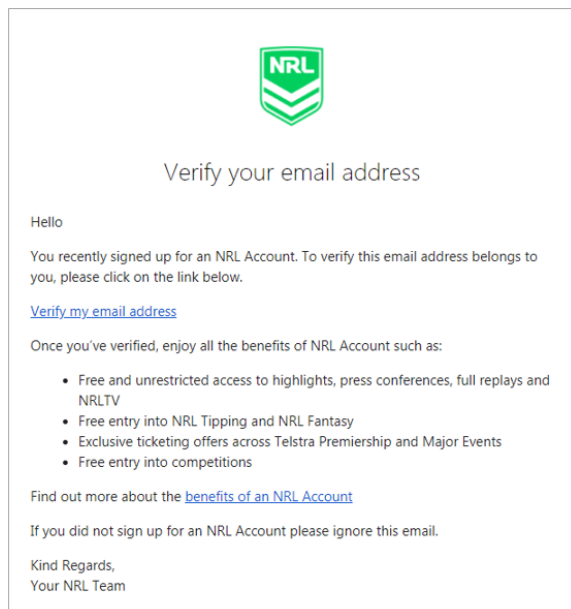 NRL
Verify your email address
Hello
You recently signed up for an NRL Account. To verify this email address belongs to
you, please click on the link below.
Verify my email address
Once you've verified, enjoy all the benefits of NRL Account such as:
• Free and unrestricted access to highlights, press conferences, full replays and
NRLTV
• Free entry into NRL Tipping and NRL Fantasy
• Exclusive ticketing offers across Telstra Premiership and Major Events
• Free entry into competitions
Find out more about the benefits of an NRL Account
If you did not sign up for an NRL Account please ignore this email.
Kind Regards,
Your NRL Team